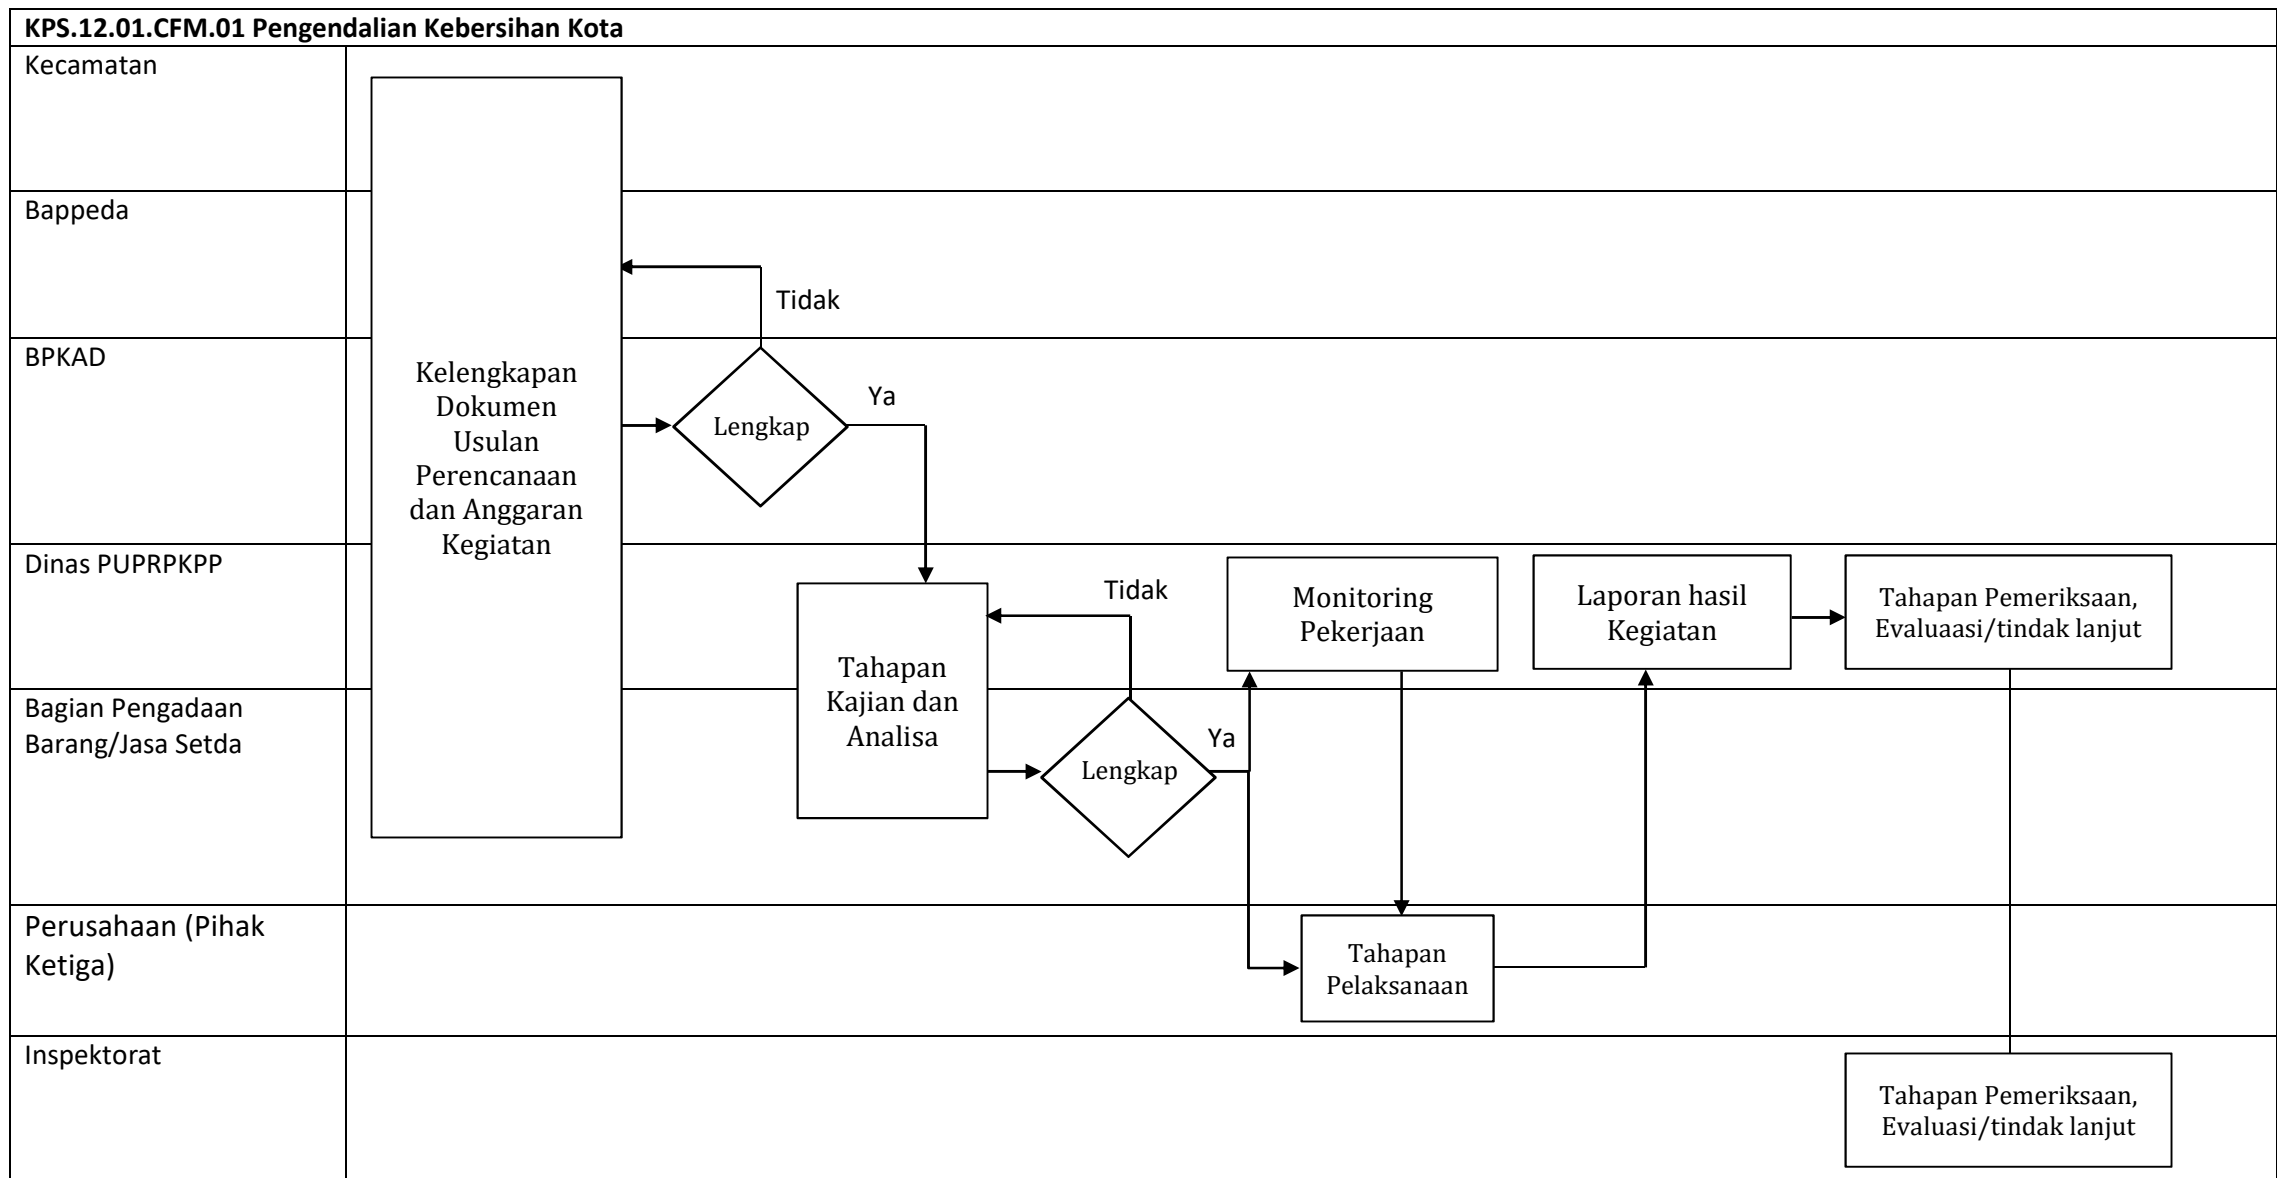 KPS.12.01.CFM.01 Pengendalian Kebersihan Kota
Kecamatan
Bappeda
Tidak
BPKAD
Kelengkapan
Dokumen
Usulan
Perencanaan
dan Anggaran
Kegiatan
Lengkap
Ya
Dinas PUPRPKPP
Tahapan
Kajian dan
Analisa
Tidak
Monitoring
Pekerjaan
Laporan hasil
Kegiatan
Tahapan Pemeriksaan,
Evaluaasi/tindak lanjut
Bagian Pengadaan
Barang/Jasa Setda
Lengkap
Ya
Perusahaan (Pihak
Ketiga)
Tahapan
Pelaksanaan
Inspektorat
Tahapan Pemeriksaan,
Evaluasi/tindak lanjut